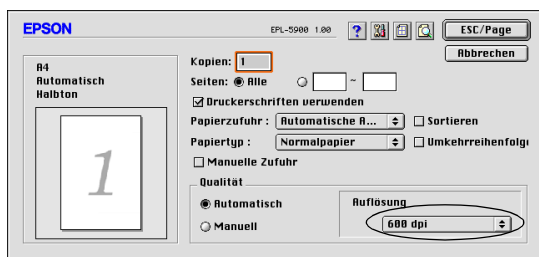 EPSON
EPL-5900 1.00
ESC/Page
Abbrechen
A4
Automatisch
Halbton
1
Kopien: 1
Seiten: Alle ~
Druckerschriften verwenden
Papierzufuhr : Automatische A... Sortieren
Papiertyp : Normalpapier Umkehrreihenfolge
Manuelle Zufuhr
Qualität
Automatisch
Manuell
Auflösung
600 dpi